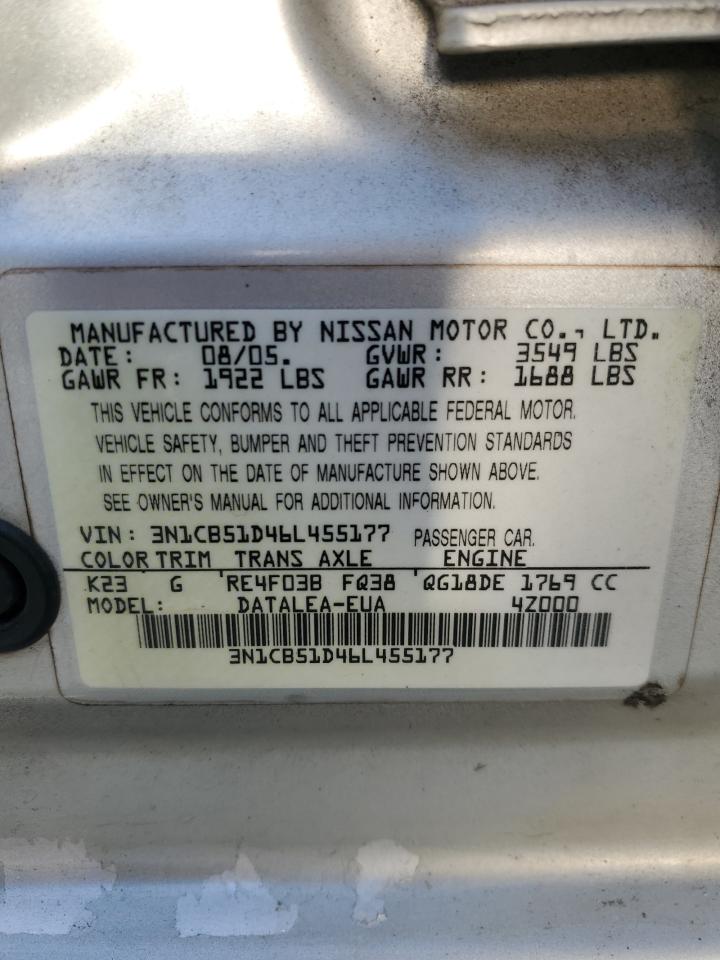 MANUFACTURED BY NISSAN MOTOR CO., LTD.
DATE: 08/05. GVWR: 3549 LBS
GAWR FR: 1922 LBS GAWR RR: 1688 LBS
THIS VEHICLE CONFORMS TO ALL APPLICABLE FEDERAL MOTOR.
VEHICLE SAFETY, BUMPER AND THEFT PREVENTION STANDARDS
IN EFFECT ON THE DATE OF MANUFACTURE SHOWN ABOVE.
SEE OWNER'S MANUAL FOR ADDITIONAL INFORMATION.
VIN: 3N1CB51D46L455177 PASSENGER CAR.
COLOR TRIM TRANS AXLE ENGINE
K23 G RE4F03B FQ38 QG18DE 1769 CC
MODEL: DATALEA-EUA 4Z000
3N1CB51D46L455177